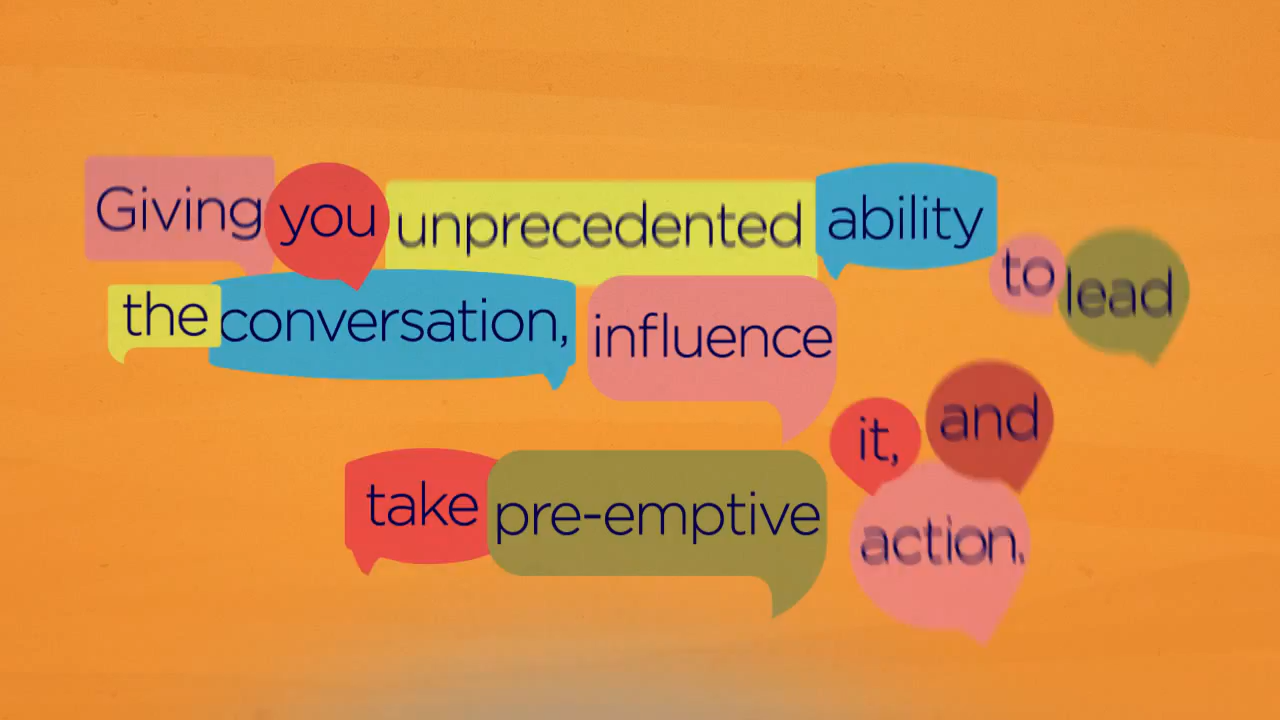 Giving you unprecedented ability to lead
the conversation, influence it, and
take pre-emptive action.